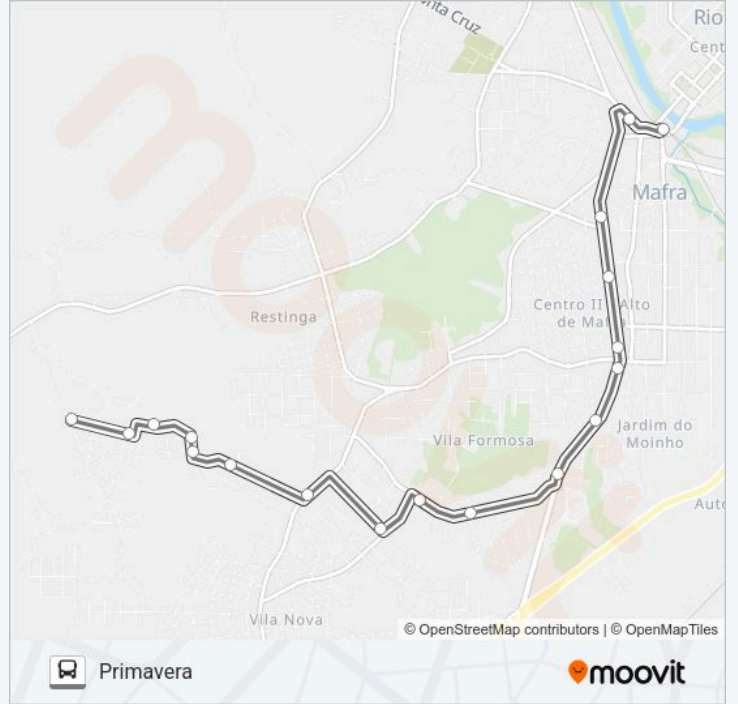 nta Cruz
Rio
Cent
Mafra
Centro II Alto
de Mafra
Restinga
Jardim do
Moinho
Vila Formosa
Auto
Vila Nova
© OpenStreetMap contributors | © OpenMapTiles
Primavera
moovit